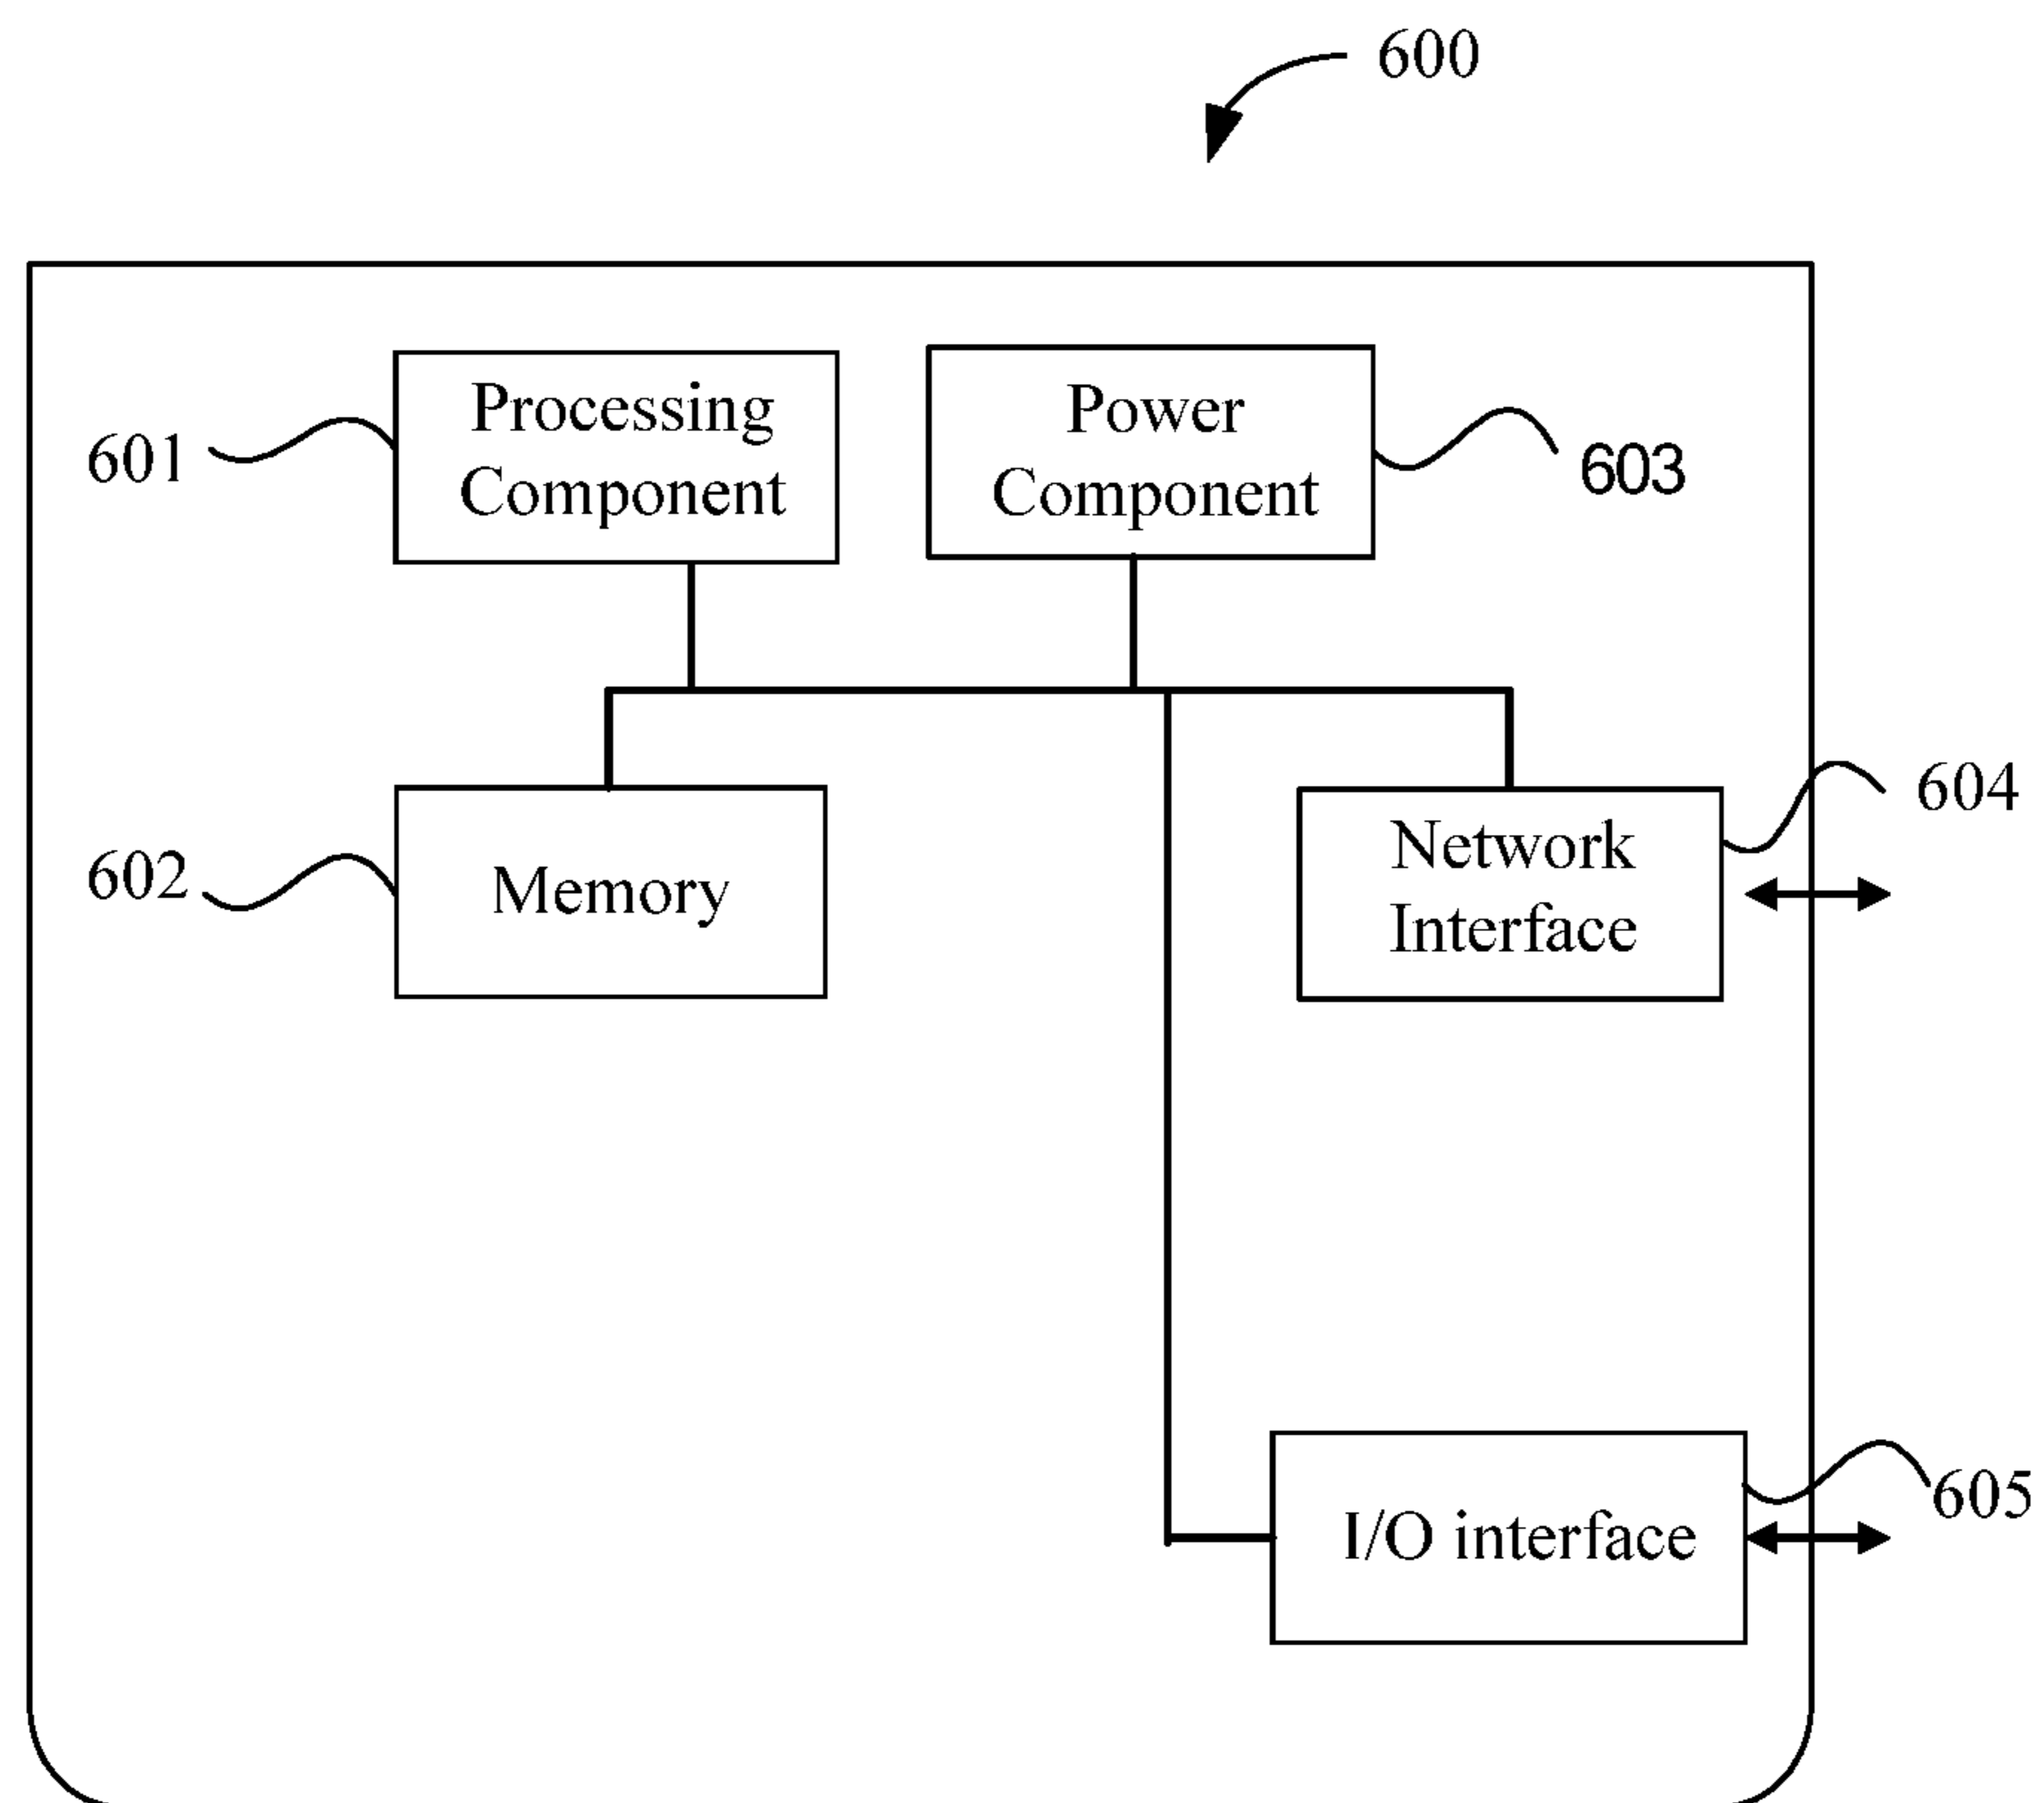 600
601
Processing
Component
Power
Component
603
602
Memory
Network
Interface
604
I/O interface
605